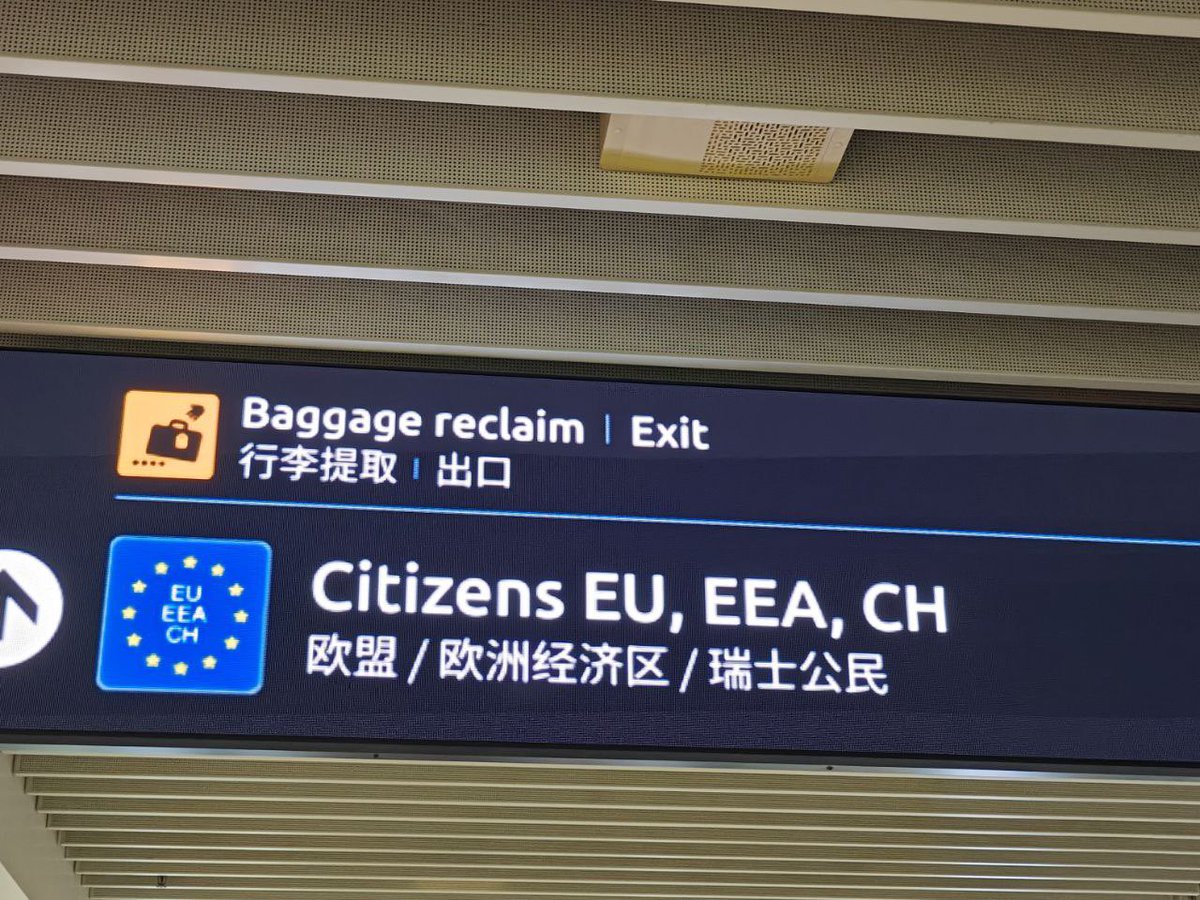 Baggage reclaim | Exit
行李提取 | 出口
EU
EEA
CH
Citizens EU, EEA, CH
欧盟 / 欧洲经济区 / 瑞士公民